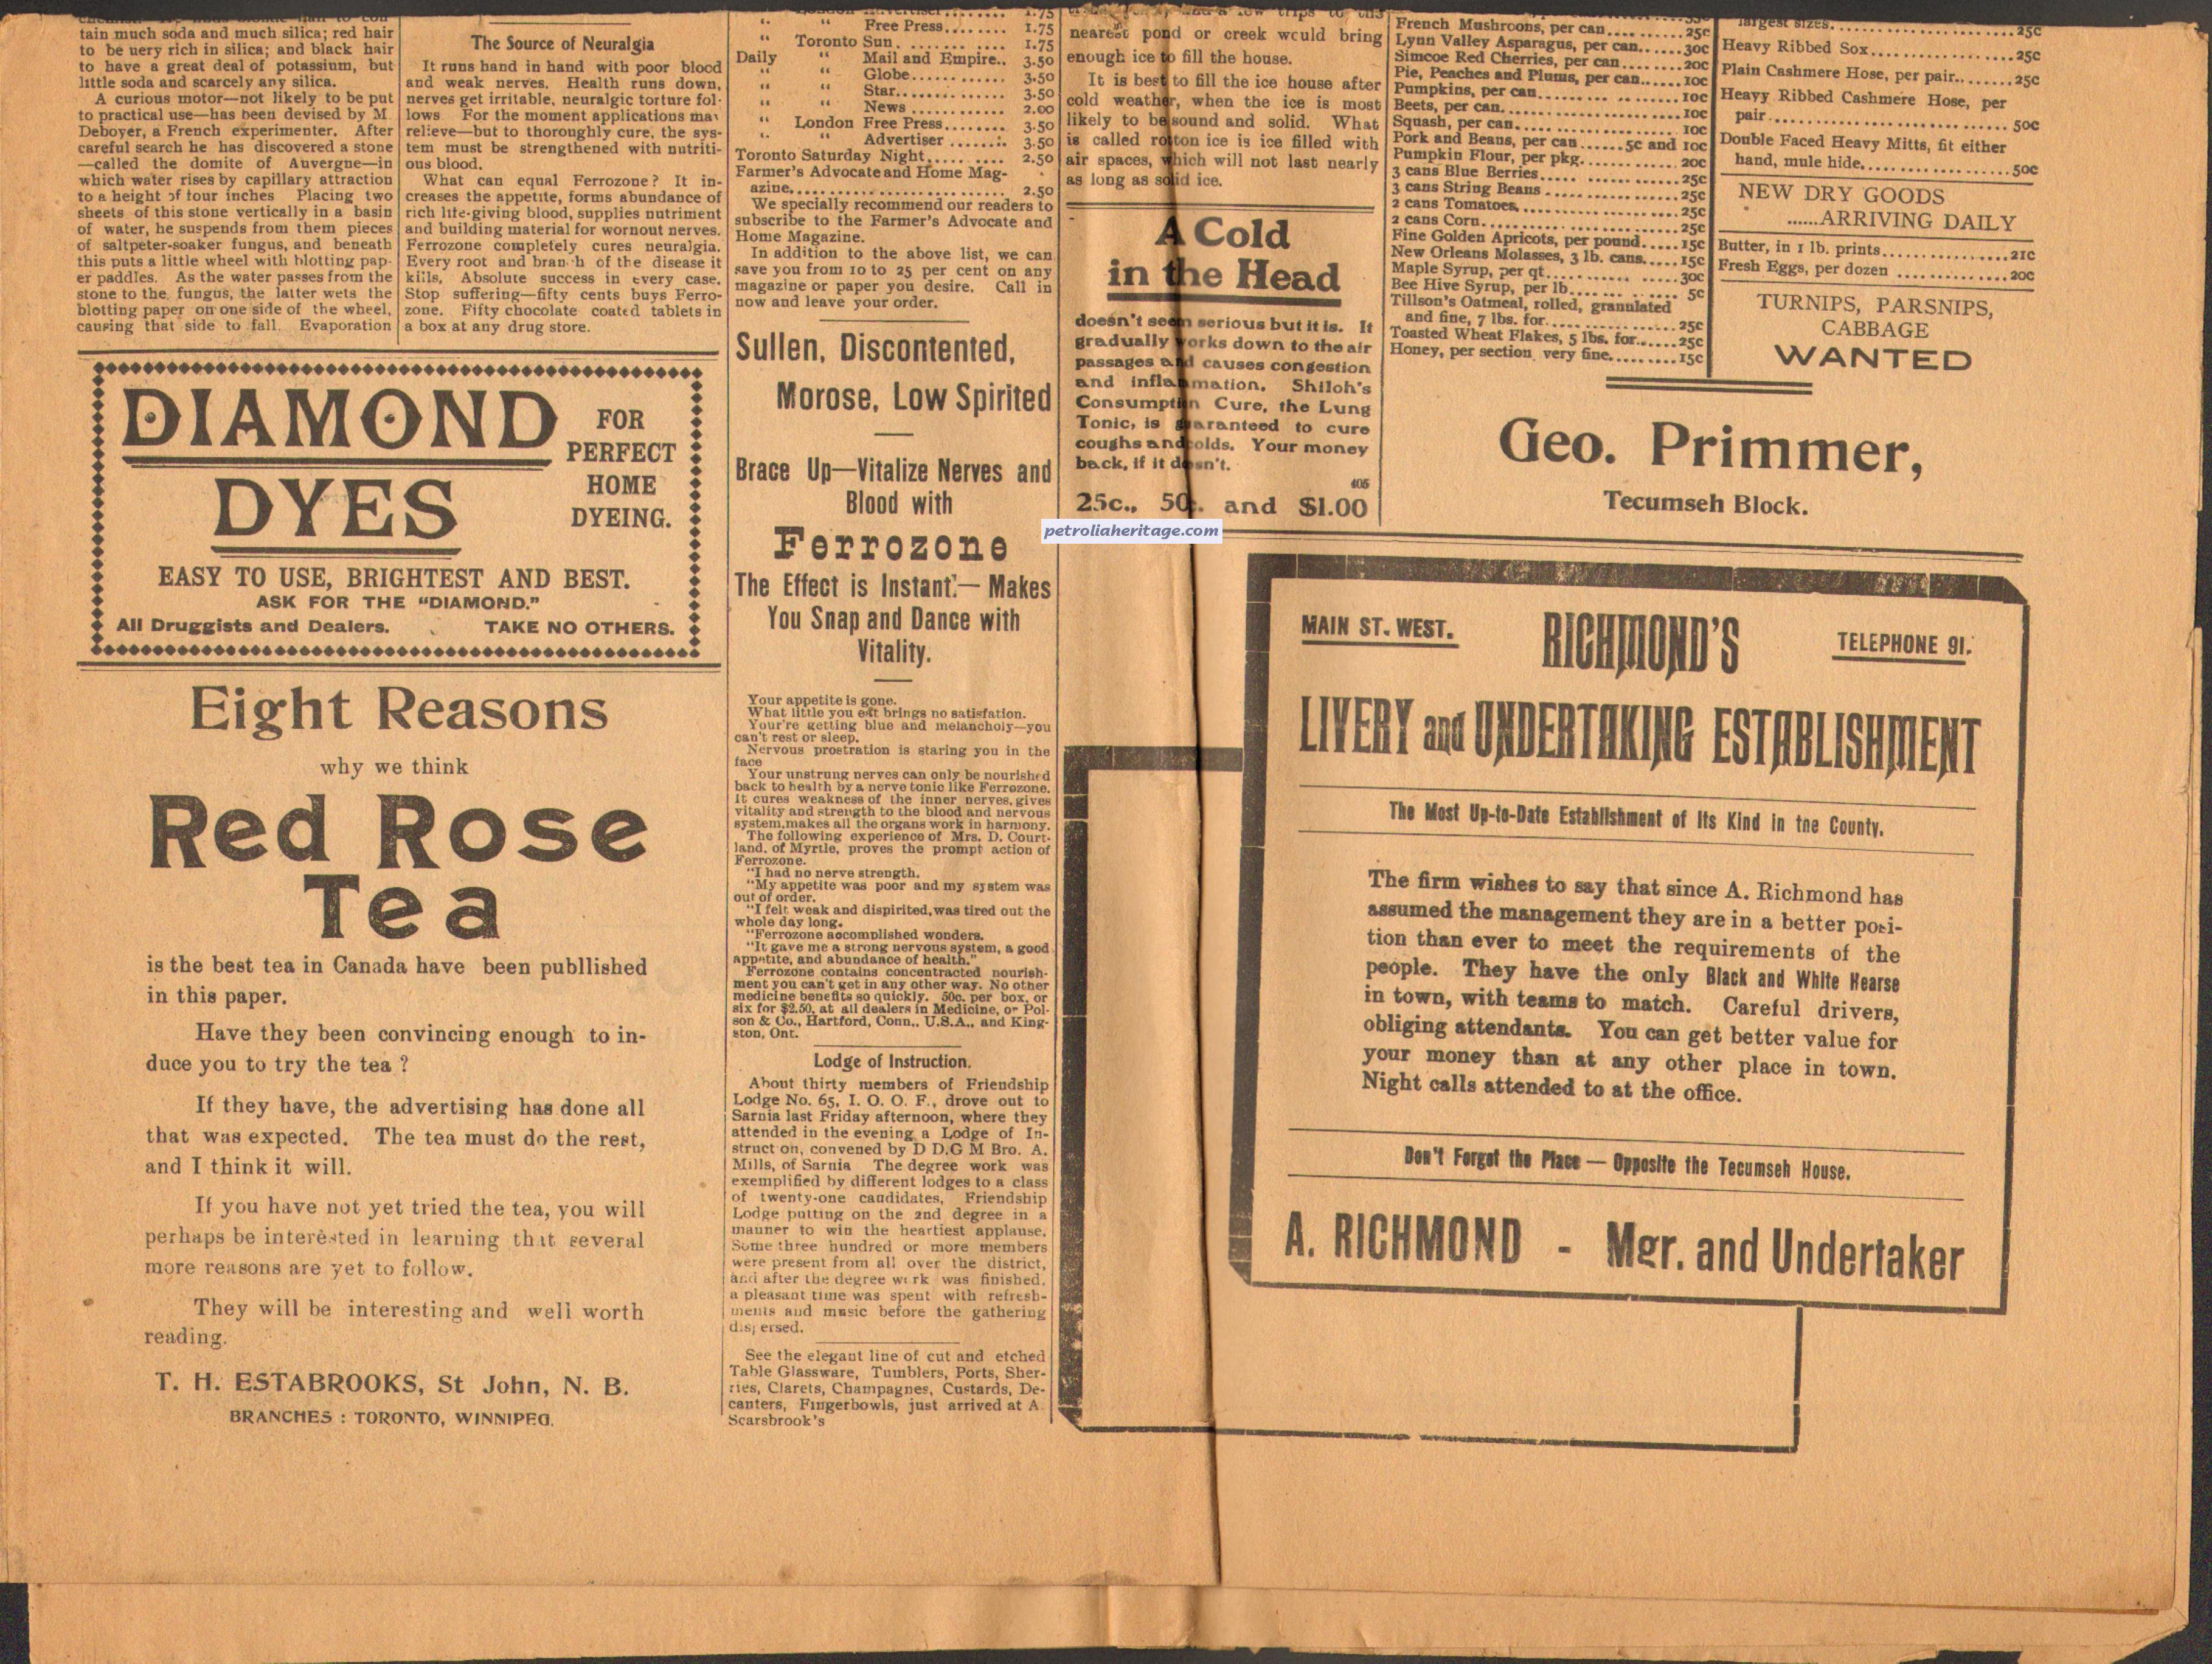 tain much soda and much silica; red hair
to be uery rich in silica; and black hair
to have a great deal of potassium, but
little soda and scarcely any silica.
A curious motor—not likely to be put
to practical use—has been devised by M.
Deboyer, a French experimenter. After
careful search he has discovered a stone
—called the domite of Auvergne—in
which water rises by capillary attraction
to a height of four inches Placing two
sheets of this stone vertically in a basin
of water, he suspends from them pieces
of saltpeter-soaker fungus, and beneath
this puts a little wheel with blotting pap-
er paddles. As the water passes from the
stone to the fungus, the latter wets the
blotting paper on one side of the wheel,
causing that side to fall. Evaporation
The Source of Neuralgia
It runs hand in hand with poor blood
and weak nerves. Health runs down,
nerves get irritable, neuralgic torture fol-
lows For the moment applications may
relieve—but to thoroughly cure, the sys-
tem must be strengthened with nutriti-
ous blood.
What can equal Ferrozone? It in-
creases the appetite, forms abundance of
rich life-giving blood, supplies nutriment
and building material for wornout nerves.
Ferrozone completely cures neuralgia.
Every root and bran h of the disease it
kills. Absolute success in every case.
Stop suffering—fifty cents buys Ferro-
zone. Fifty chocolate coated tablets in
a box at any drug store.
DIAMOND
DYES
FOR
PERFECT
HOME
DYEING.
EASY TO USE, BRIGHTEST AND BEST.
ASK FOR THE "DIAMOND."
All Druggists and Dealers. TAKE NO OTHERS.
Eight Reasons
why we think
Red Rose
Tea
is the best tea in Canada have been publlished
in this paper.
Have they been convincing enough to in-
duce you to try the tea ?
If they have, the advertising has done all
that was expected. The tea must do the rest,
and I think it will.
If you have not yet tried the tea, you will
perhaps be interested in learning that several
more reasons are yet to follow.
They will be interesting and well worth
reading.
T. H. ESTABROOKS, St John, N. B.
BRANCHES : TORONTO, WINNIPEG.
" " Free Press........ 1.75
" Toronto Sun. .......... .... 1.75
Daily " Mail and Empire.. 3.50
" " Globe............ 3.50
" " Star.............. 3.50
" " News ............ 2.00
" London Free Press........ 3.50
" " Advertiser ........ 3.50
Toronto Saturday Night..... ..... 2.50
Farmer's Advocate and Home Mag-
azine............................ 2.50
We specially recommend our readers to
subscribe to the Farmer's Advocate and
Home Magazine.
In addition to the above list, we can
save you from 10 to 25 per cent on any
magazine or paper you desire. Call in
now and leave your order.
Sullen, Discontented,
Morose, Low Spirited
Brace Up—Vitalize Nerves and
Blood with
Ferrozone
The Effect is Instant.— Makes
You Snap and Dance with
Vitality.
Your appetite is gone.
What little you eat brings no satisfation.
Your're getting blue and melancholy—you
can't rest or sleep.
Nervous prostration is staring you in the
face
Your unstrung nerves can only be nourished
back to health by a nerve tonic like Ferrozone.
It cures weakness of the inner nerves, gives
vitality and strength to the blood and nervous
system, makes all the organs work in harmony.
The following experience of Mrs. D. Court-
land, of Myrtle, proves the prompt action of
Ferrozone.
"I had no nerve strength.
"My appetite was poor and my system was
out of order.
"I felt weak and dispirited, was tired out the
whole day long.
"Ferrozone accomplished wonders.
"It gave me a strong nervous system, a good
appetite, and abundance of health."
Ferrozone contains concentracted nourish-
ment you can't get in any other way. No other
medicine benefits so quickly. 50c. per box, or
six for $2.50, at all dealers in Medicine, or Pol-
son & Co., Hartford, Conn., U.S.A., and King-
ston, Ont.
Lodge of Instruction.
About thirty members of Friendship
Lodge No. 65, I. O. O. F., drove out to
Sarnia last Friday afternoon, where they
attended in the evening a Lodge of In-
struct on, convened by D D.G M Bro. A.
Mills, of Sarnia The degree work was
exemplified by different lodges to a class
of twenty-one candidates, Friendship
Lodge putting on the 2nd degree in a
manner to win the heartiest applause.
Some three hundred or more members
were present from all over the district,
and after the degree work was finished,
a pleasant time was spent with refresh-
ments and music before the gathering
dispersed.
See the elegant line of cut and etched
Table Glassware, Tumblers, Ports, Sher-
ries, Clarets, Champagnes, Custards, De-
canters, Fingerbowls, just arrived at A.
Scarsbrook's
nearest pond or creek would bring
enough ice to fill the house.
It is best to fill the ice house after
cold weather, when the ice is most
likely to be sound and solid. What
is called rotton ice is ice filled with
air spaces, which will not last nearly
as long as solid ice.
A Cold
in the Head
doesn't seem serious but it is. It
gradually works down to the air
passages and causes congestion
and inflammation. Shiloh's
Consumption Cure, the Lung
Tonic, is guaranteed to cure
coughs and colds. Your money
back, if it doesn't.
405
25c., 50c. and $1.00
petroliaheritage.com
French Mushroons, per can..............25c
Lynn Valley Asparagus, per can......30c
Simcoe Red Cherries, per can........20c
Pie, Peaches and Plums, per can......10c
Pumpkins, per can..................10c
Beets, per can......................10c
Squash, per can.....................10c
Pork and Beans, per can......5c and 10c
Pumpkin Flour, per pkg.............20c
3 cans Blue Berries..................25c
3 cans String Beans..................25c
2 cans Tomatoes.....................25c
2 cans Corn.........................25c
Fine Golden Apricots, per pound.....15c
New Orleans Molasses, 3 lb. cans.....15c
Maple Syrup, per qt..................30c
Bee Hive Syrup, per lb............... 5c
Tillson's Oatmeal, rolled, granulated
and fine, 7 lbs. for..................25c
Toasted Wheat Flakes, 5 lbs. for......25c
Honey, per section very fine.........15c
largest sizes..........................25c
Heavy Ribbed Sox....................25c
Plain Cashmere Hose, per pair........25c
Heavy Ribbed Cashmere Hose, per
pair................................50c
Double Faced Heavy Mitts, fit either
hand, mule hide......................50c
NEW DRY GOODS
......ARRIVING DAILY
Butter, in 1 lb. prints................21c
Fresh Eggs, per dozen ..............20c
TURNIPS, PARSNIPS,
CABBAGE
WANTED
Geo. Primmer,
Tecumseh Block.
MAIN ST. WEST. RICHMOND'S TELEPHONE 91.
LIVERY and UNDERTAKING ESTABLISHMENT
The Most Up-to-Date Establishment of Its Kind in tne County.
The firm wishes to say that since A. Richmond has
assumed the management they are in a better posi-
tion than ever to meet the requirements of the
people. They have the only Black and White Hearse
in town, with teams to match. Careful drivers,
obliging attendants. You can get better value for
your money than at any other place in town.
Night calls attended to at the office.
Don't Forget the Place — Opposite the Tecumseh House.
A. RICHMOND - Mgr. and Undertaker